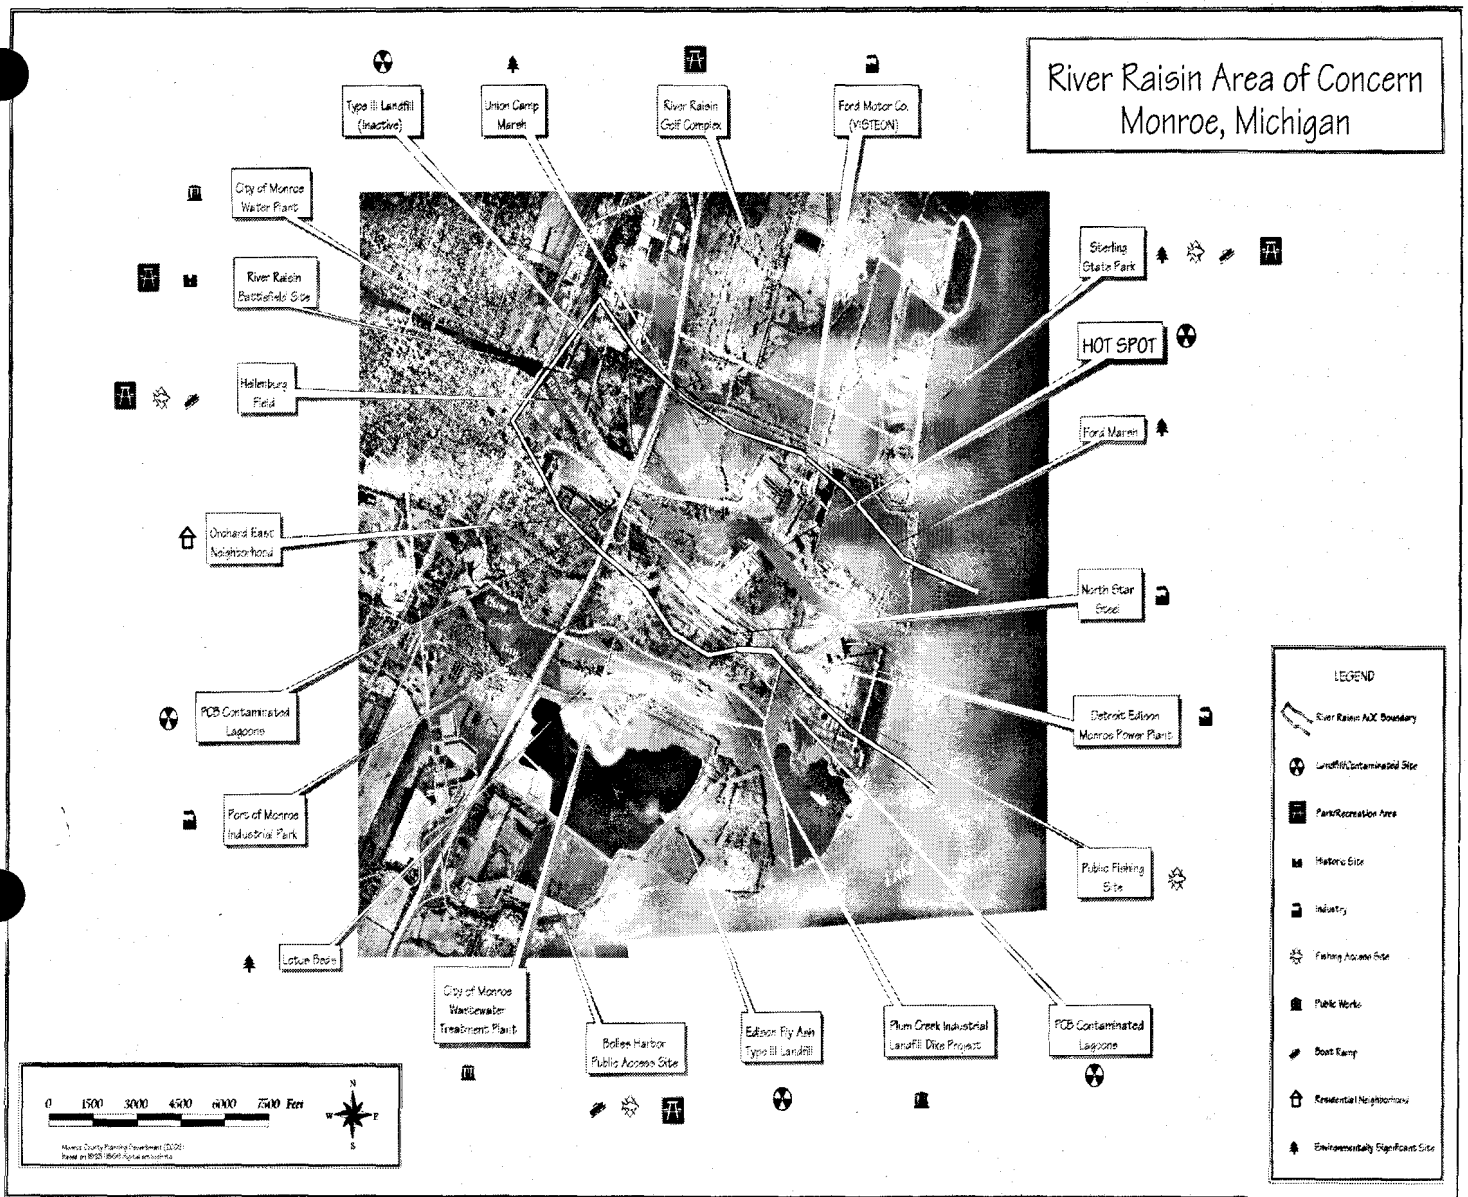 River Raisin Area of Concern
Monroe, Michigan
Type III Landfill
(Inactive)
Union Camp
Marsh
River Raisin
Golf Complex
Ford Motor Co.
(VISTEON)
City of Monroe
Water Plant
River Raisin
Battlefield Site
Hellenburg
Field
Orchard East
Neighborhood
PCB Contaminated
Lagoons
Port of Monroe
Industrial Park
Lotus Beds
City of Monroe
Wastewater
Treatment Plant
Bolles Harbor
Public Access Site
Edison Fly Ash
Type III Landfill
Plum Creek Industrial
Landfill Dike Project
PCB Contaminated
Lagoons
Sterling
State Park
HOT SPOT
Ford Marsh
North Star
Steel
Detroit Edison
Monroe Power Plant
Public Fishing
Site
Lake
LEGEND
River Raisin AOC Boundary
Landfill/Contaminated Site
Park/Recreation Area
Historic Site
Industry
Fishing Access Site
Public Works
Boat Ramp
Residential Neighborhood
Environmentally Significant Site
0 1500 3000 4500 6000 7500 Feet
N
W E
S
Monroe County Planning Department